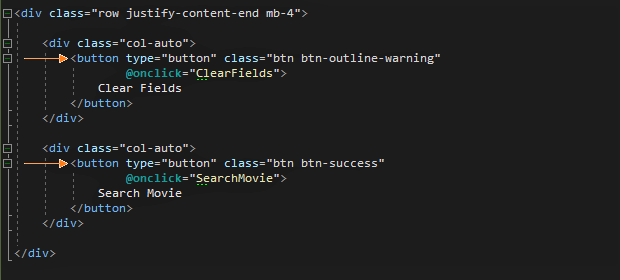 <div class="row justify-content-end mb-4">
<div class="col-auto">
<button type="button" class="btn btn-outline-warning"
@onclick="ClearFields">
Clear Fields
</button>
</div>
<div class="col-auto">
<button type="button" class="btn btn-success"
@onclick="SearchMovie">
Search Movie
</button>
</div>
</div>